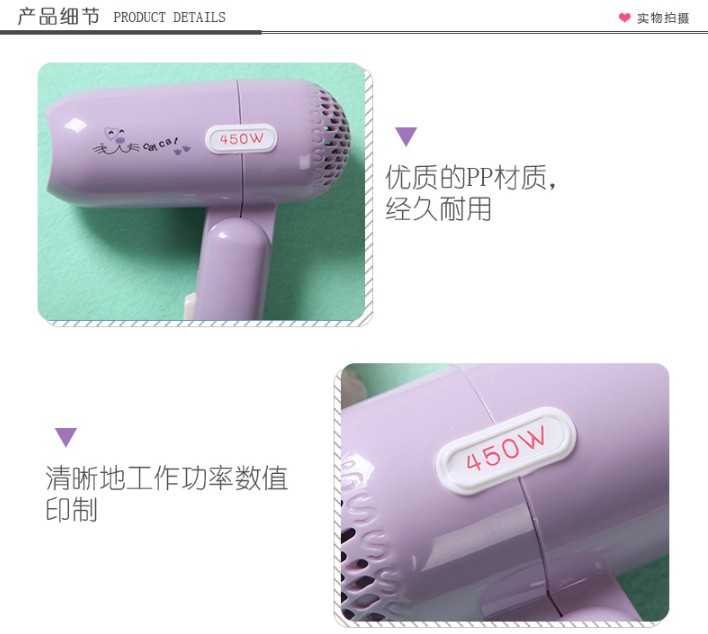 产品细节 PRODUCT DETAILS
实物拍摄
cat cat
450W
优质的PP材质，
经久耐用
清晰地工作功率数值
印制
450W